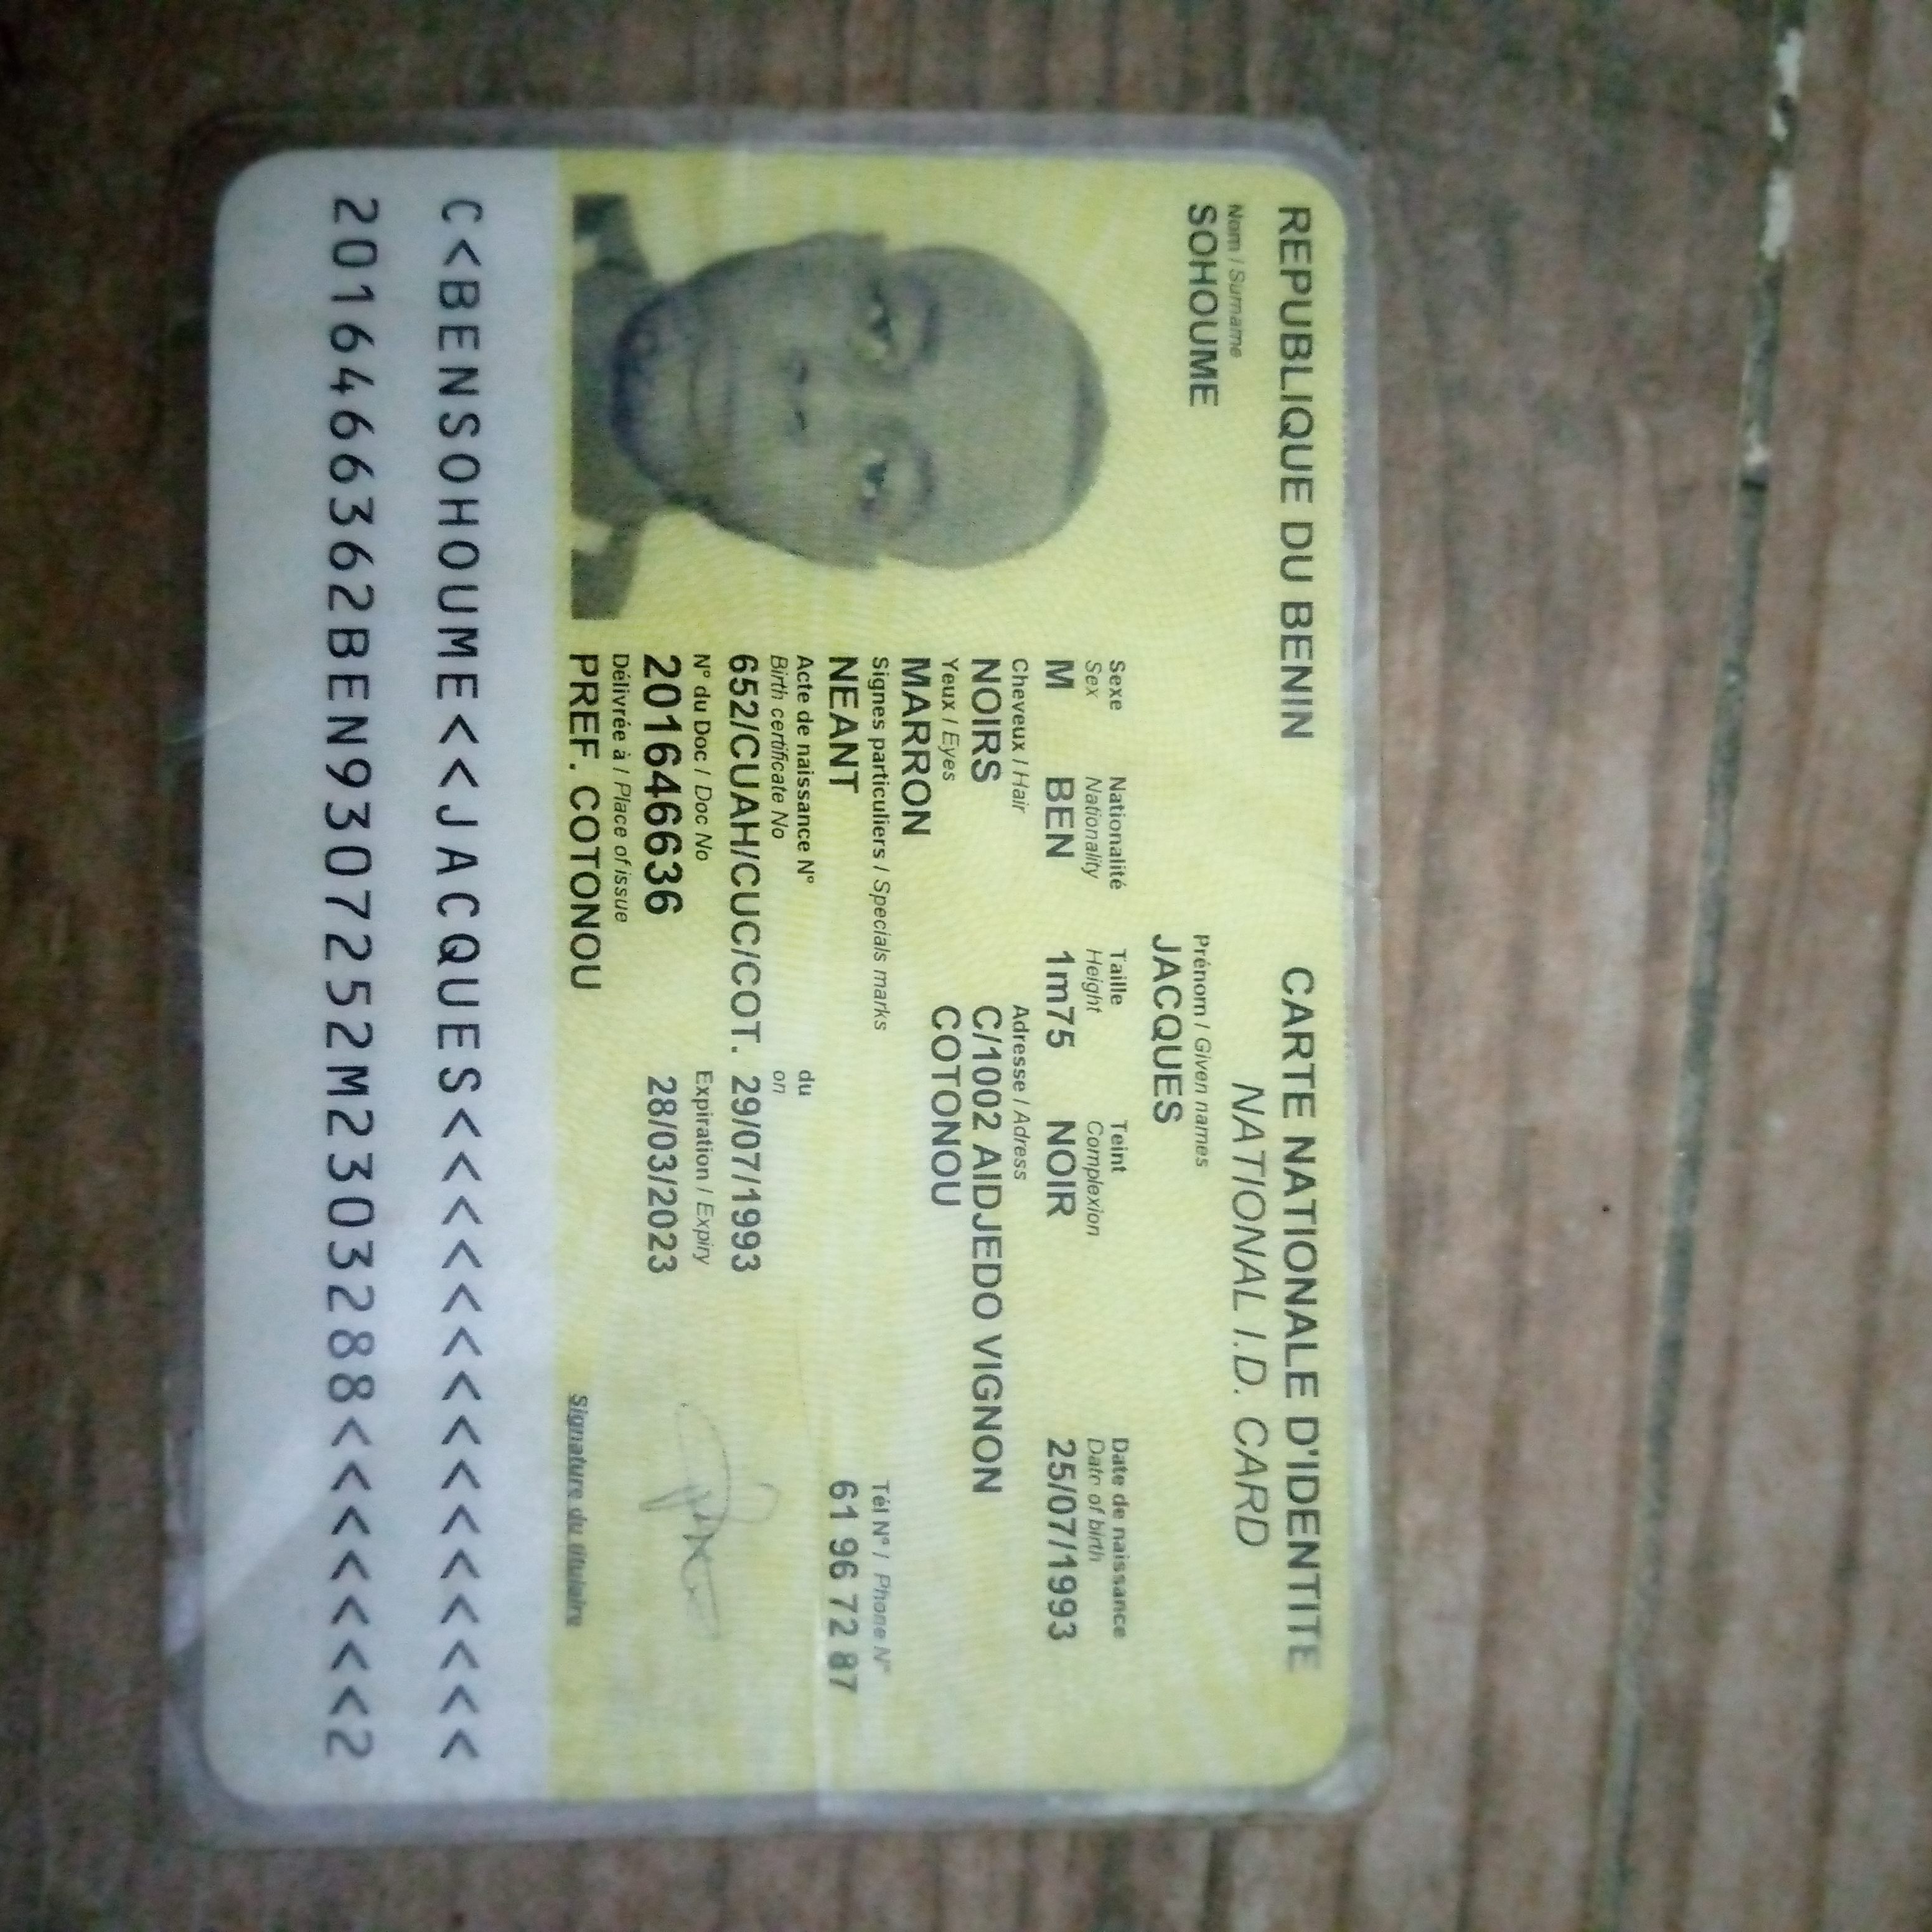 REPUBLIQUE DU BENIN
CARTE NATIONALE D'IDENTITE
NATIONAL I.D. CARD
Nom / Surname
SOHOUME
Prénom / Given names
JACQUES
Sexe Nationalité Taille Teint Date de naissance
Sex Nationality Height Complexion Date of birth
M BEN 1m75 NOIR 25/07/1993
Cheveux / Hair Adresse / Adress
NOIRS C/1002 AIDJEDO VIGNON
Yeux / Eyes COTONOU
MARRON
Signes particuliers / Specials marks Tél N° / Phone N°
NEANT 61 96 72 87
Acte de naissance N° du
Birth certificate No on
652/CUAH/CUC/COT. 29/07/1993
N° du Doc / Doc No Expiration / Expiry
201646636 28/03/2023
Délivrée à / Place of issue
PREF. COTONOU
Signature du titulaire
C<BENSOHOUME<<JACQUES<<<<<<<<<<<<<
2016466362BEN9307252M2303288<<<<<<2